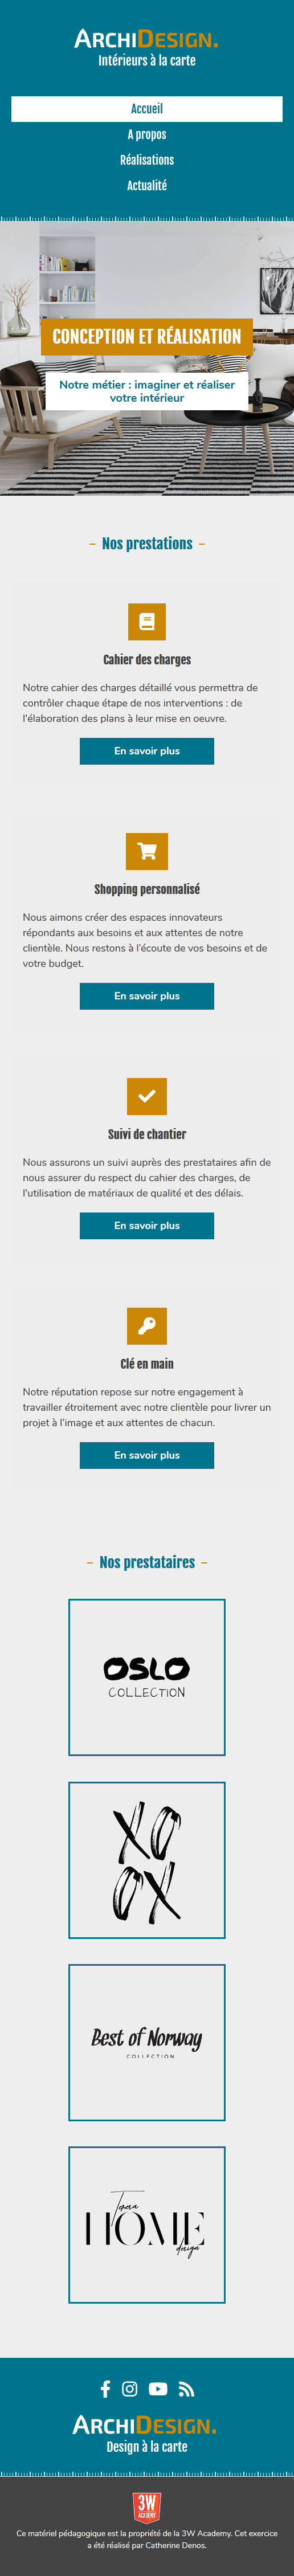 ARCHIDESIGN.
Intérieurs à la carte
Accueil
A propos
Réalisations
Actualité
CONCEPTION ET RÉALISATION
Notre métier : imaginer et réaliser
votre intérieur
– Nos prestations –
Cahier des charges
Notre cahier des charges détaillé vous permettra de
contrôler chaque étape de nos interventions : de
l'élaboration des plans à leur mise en oeuvre.
En savoir plus
Shopping personnalisé
Nous aimons créer des espaces innovateurs
répondants aux besoins et aux attentes de notre
clientèle. Nous restons à l'écoute de vos besoins et de
votre budget.
En savoir plus
Suivi de chantier
Nous assurons un suivi auprès des prestataires afin de
nous assurer du respect du cahier des charges, de
l'utilisation de matériaux de qualité et des délais.
En savoir plus
Clé en main
Notre réputation repose sur notre engagement à
travailler étroitement avec notre clientèle pour livrer un
projet à l'image et aux attentes de chacun.
En savoir plus
– Nos prestataires –
OSLO
COLLECTION
XO
OX
Best of Norway
COLLECTION
Teresa
HOME
design
ARCHIDESIGN.
Design à la carte
3W
ACADEMY
Ce matériel pédagogique est la propriété de la 3W Academy. Cet exercice
a été réalisé par Catherine Denos.